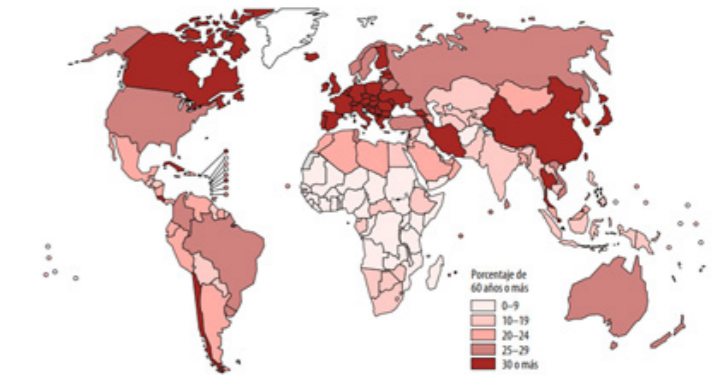 Porcentaje de
60 años o más
0–9
10–19
20–24
25–29
30 o más